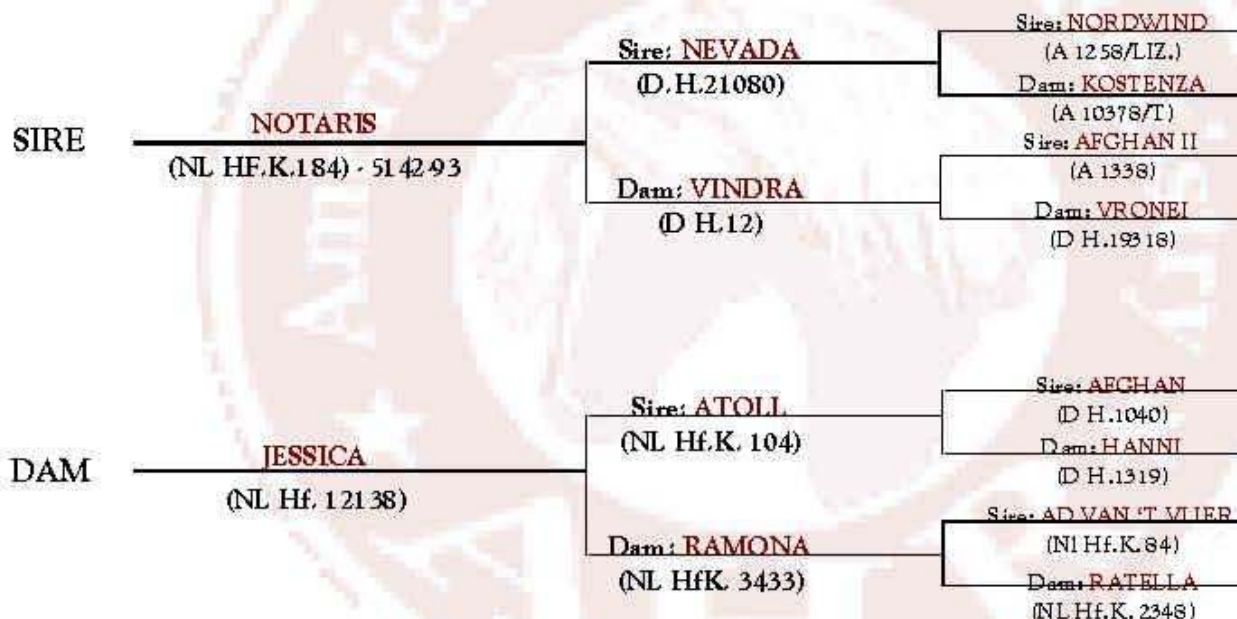 SIRE
NOTARIS
(NL HF.K.184) - 5142-93
Sire: NEVADA
(D.H.21080)
Dam: VINDRA
(D H.12)
Sire: NORDWIND
(A 1258/LIZ.)
Dam: KOSTENZA
(A 10378/T)
Sire: AFGHAN II
(A 1338)
Dam: VRONEI
(D H.19318)
DAM
JESSICA
(NL Hf. 12138)
Sire: ATOLL
(NL Hf.K. 104)
Dam: RAMONA
(NL HfK. 3433)
Sire: AFGHAN
(D H.1040)
Dam: HANNI
(D H.1319)
Sire: AD VAN 'T VLIER
(Nl Hf.K.84)
Dam: RATELLA
(NL Hf.K. 2348)